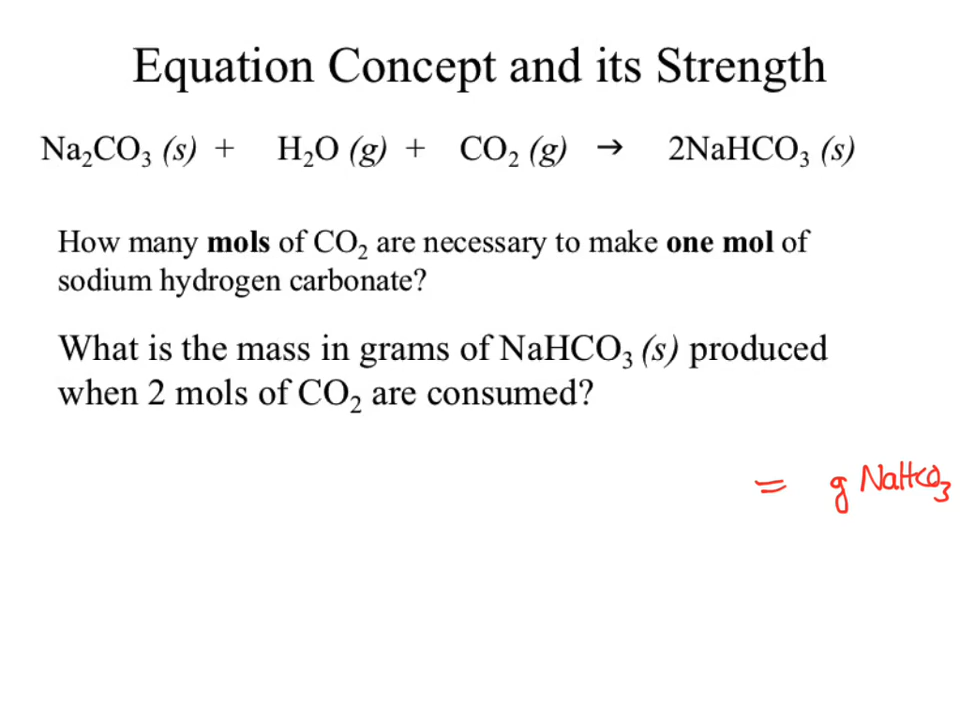 Equation Concept and its Strength
Na₂CO₃ (s) + H₂O (g) + CO₂ (g) → 2NaHCO₃ (s)
How many mols of CO₂ are necessary to make one mol of
sodium hydrogen carbonate?
What is the mass in grams of NaHCO₃ (s) produced
when 2 mols of CO₂ are consumed?
= g NaHCO₃